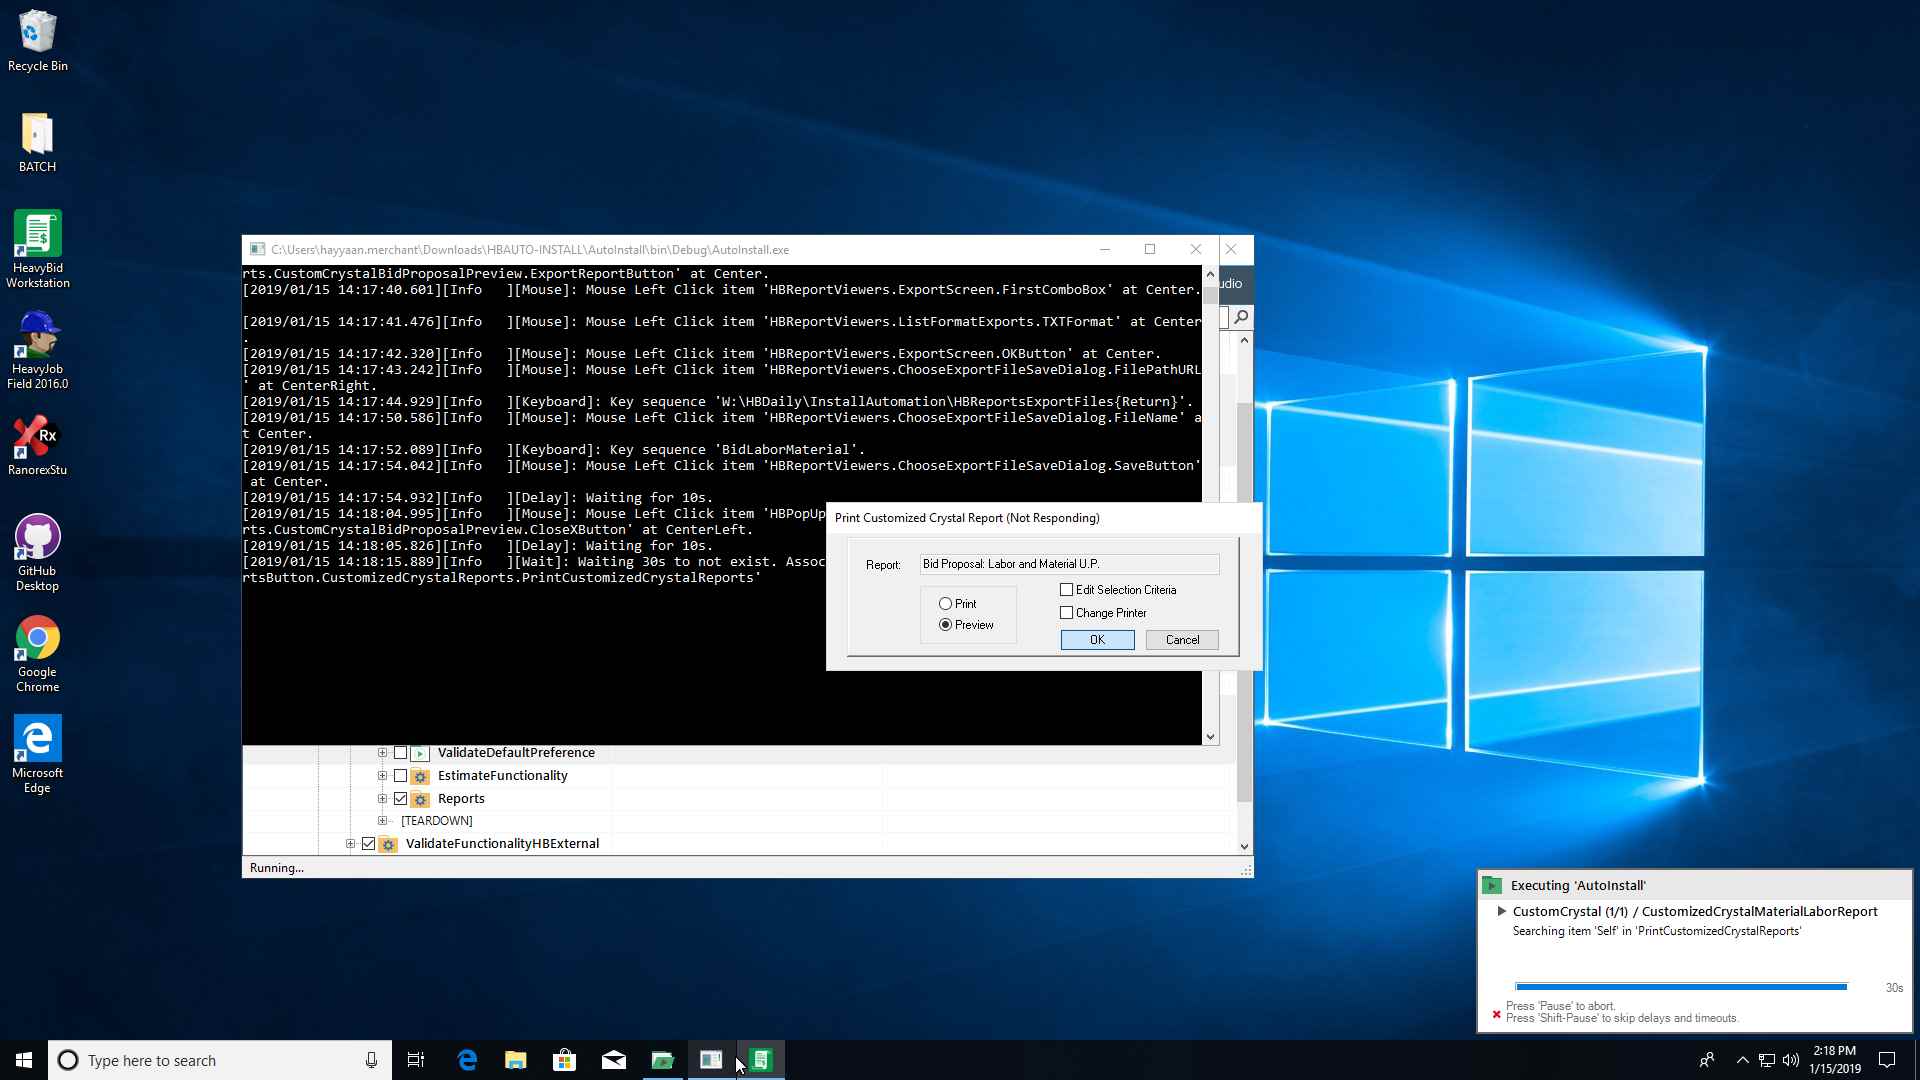 Recycle Bin
BATCH
HeavyBid
Workstation
HeavyJob
Field 2016.0
Rx
RanorexStu
GitHub
Desktop
Google
Chrome
Microsoft
Edge
C:\Users\hayyaan.merchant\Downloads\HBAUTO-INSTALL\AutoInstall\bin\Debug\AutoInstall.exe
rts.CustomCrystalBidProposalPreview.ExportReportButton' at Center.
[2019/01/15 14:17:40.601][Info   ][Mouse]: Mouse Left Click item 'HBReportViewers.ExportScreen.FirstComboBox' at Center.
[2019/01/15 14:17:41.476][Info   ][Mouse]: Mouse Left Click item 'HBReportViewers.ListFormatExports.TXTFormat' at Center
.
[2019/01/15 14:17:42.320][Info   ][Mouse]: Mouse Left Click item 'HBReportViewers.ExportScreen.OKButton' at Center.
[2019/01/15 14:17:43.242][Info   ][Mouse]: Mouse Left Click item 'HBReportViewers.ChooseExportFileSaveDialog.FilePathURL
' at CenterRight.
[2019/01/15 14:17:44.929][Info   ][Keyboard]: Key sequence 'W:\HBDaily\InstallAutomation\HBReportsExportFiles{Return}'.
[2019/01/15 14:17:50.586][Info   ][Mouse]: Mouse Left Click item 'HBReportViewers.ChooseExportFileSaveDialog.FileName' a
t Center.
[2019/01/15 14:17:52.089][Info   ][Keyboard]: Key sequence 'BidLaborMaterial'.
[2019/01/15 14:17:54.042][Info   ][Mouse]: Mouse Left Click item 'HBReportViewers.ChooseExportFileSaveDialog.SaveButton'
 at Center.
[2019/01/15 14:17:54.932][Info   ][Delay]: Waiting for 10s.
[2019/01/15 14:18:04.995][Info   ][Mouse]: Mouse Left Click item 'HBPopUp
rts.CustomCrystalBidProposalPreview.CloseXButton' at CenterLeft.
[2019/01/15 14:18:05.826][Info   ][Delay]: Waiting for 10s.
[2019/01/15 14:18:15.889][Info   ][Wait]: Waiting 30s to not exist. Assoc
rtsButton.CustomizedCrystalReports.PrintCustomizedCrystalReports'
udio
Print Customized Crystal Report (Not Responding)
Report: Bid Proposal: Labor and Material U.P.
Edit Selection Criteria
Print
Change Printer
Preview
OK Cancel
ValidateDefaultPreference
EstimateFunctionality
Reports
[TEARDOWN]
ValidateFunctionalityHBExternal
Running...
Executing 'AutoInstall'
CustomCrystal (1/1) / CustomizedCrystalMaterialLaborReport
Searching item 'Self' in 'PrintCustomizedCrystalReports'
30s
Press 'Pause' to abort.
Press 'Shift-Pause' to skip delays and timeouts.
Type here to search
2:18 PM
1/15/2019